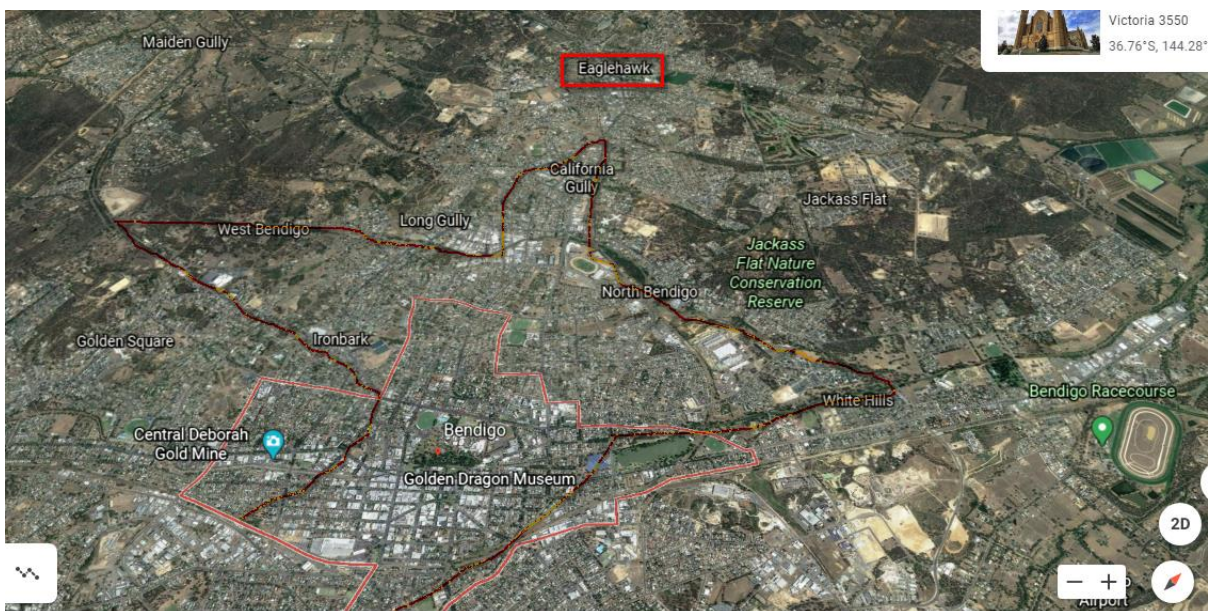 Victoria 3550
36.76°S, 144.28°
Maiden Gully
Eaglehawk
California
Gully
Jackass Flat
Long Gully
West Bendigo
Jackass
Flat Nature
Conservation
Reserve
North Bendigo
Golden Square
Ironbark
White Hills
Bendigo Racecourse
Central Deborah
Gold Mine
Bendigo
Golden Dragon Museum
2D
Airport